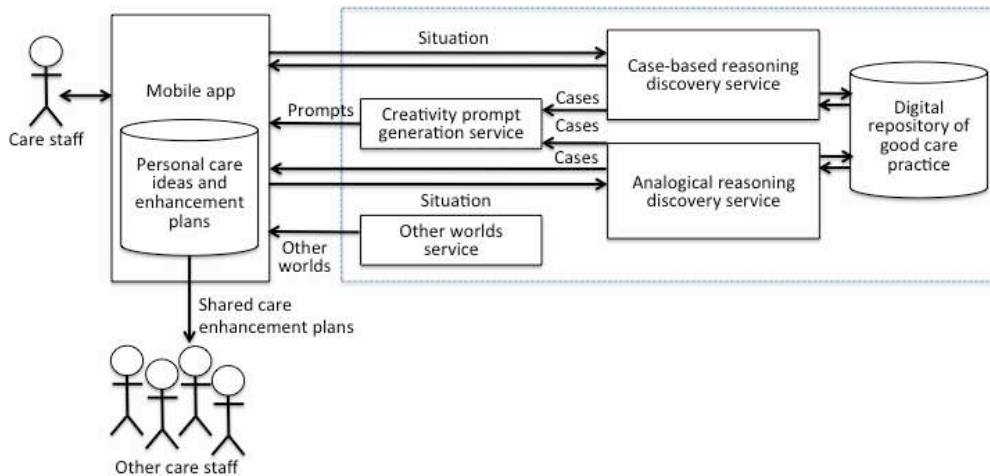 Situation
Mobile app
Case-based reasoning
discovery service
Care staff
Prompts
Creativity prompt
generation service
Cases
Cases
Digital
repository of
good care
practice
Personal care
ideas and
enhancement
plans
Cases
Analogical reasoning
discovery service
Situation
Other
worlds
Other worlds
service
Shared care
enhancement plans
Other care staff